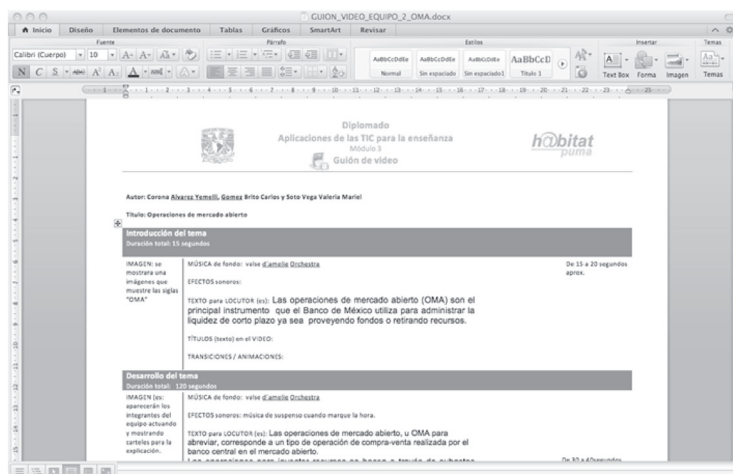 GUION_VIDEO_EQUIPO_2_OMA.docx
Inicio Diseño Elementos de documento Tablas Gráficos SmartArt Revisar
Fuente Párrafo Estilos Insertar Temas
Calibri (Cuerpo) 10 A A Aa
N C S ABC A A
AaBbCcDdEe AaBbCcDdEe AaBbCcDdEe AaBbCcD
Normal Sin espaciado Sin espaciado1 Título 1
Text Box Forma Imagen Temas
Diplomado
Aplicaciones de las TIC para la enseñanza
Módulo 3
Guión de video
h@bitat
puma
Autor: Corona Alvarez Yemelli, Gomez Brito Carlos y Soto Vega Valeria Mariel
Título: Operaciones de mercado abierto
Introducción del tema
Duración total: 15 segundos
IMAGEN: se
mostrara una
imágenes que
muestre las siglas
"OMA"
MÚSICA de fondo: valse d'amelie Orchestra
EFECTOS sonoros:
TEXTO para LOCUTOR (es): Las operaciones de mercado abierto (OMA) son el
principal instrumento que el Banco de México utiliza para administrar la
liquidez de corto plazo ya sea proveyendo fondos o retirando recursos.
TÍTULOS (texto) en el VIDEO:
TRANSICIONES / ANIMACIONES:
De 15 a 20 segundos
aprox.
Desarrollo del tema
Duración total: 120 segundos
IMAGEN (es:
aparecerán los
integrantes del
equipo actuando
y mostrando
carteles para la
explicación.
MÚSICA de fondo: valse d'amelie Orchestra
EFECTOS sonoros: música de suspenso cuando marque la hora.
TEXTO para LOCUTOR (es): Las operaciones de mercado abierto, u OMA para
abreviar, corresponde a un tipo de operación de compra-venta realizada por el
banco central en el mercado abierto.